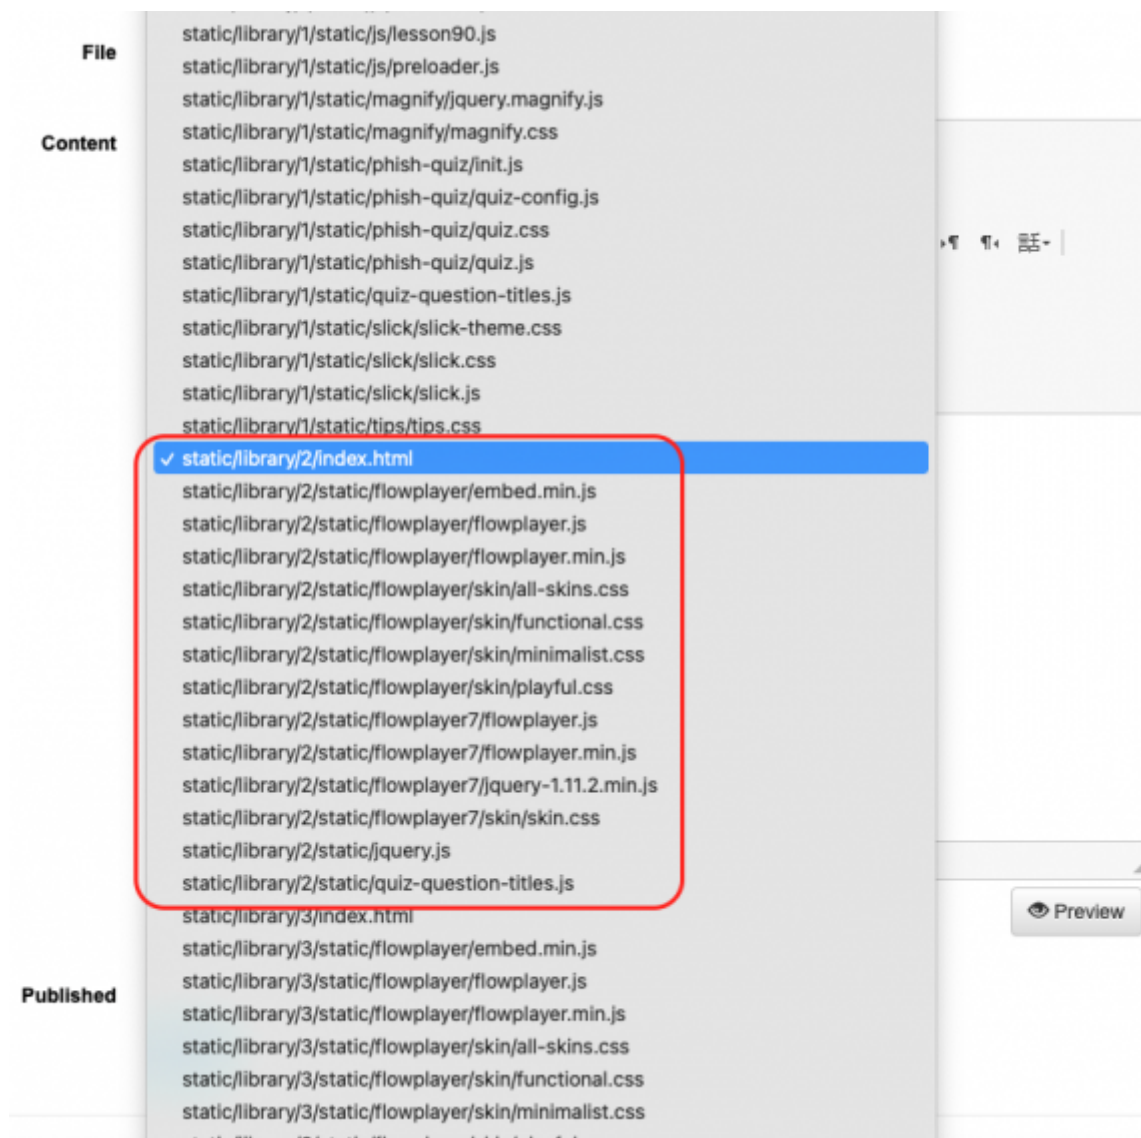 static/library/1/static/js/lesson90.js
File
static/library/1/static/js/preloader.js
static/library/1/static/magnify/jquery.magnify.js
Content
static/library/1/static/magnify/magnify.css
static/library/1/static/phish-quiz/init.js
static/library/1/static/phish-quiz/quiz-config.js
static/library/1/static/phish-quiz/quiz.css
static/library/1/static/phish-quiz/quiz.js
static/library/1/static/quiz-question-titles.js
static/library/1/static/slick/slick-theme.css
static/library/1/static/slick/slick.css
static/library/1/static/slick/slick.js
static/library/1/static/tips/tips.css
✓ static/library/2/index.html
static/library/2/static/flowplayer/embed.min.js
static/library/2/static/flowplayer/flowplayer.js
static/library/2/static/flowplayer/flowplayer.min.js
static/library/2/static/flowplayer/skin/all-skins.css
static/library/2/static/flowplayer/skin/functional.css
static/library/2/static/flowplayer/skin/minimalist.css
static/library/2/static/flowplayer/skin/playful.css
static/library/2/static/flowplayer7/flowplayer.js
static/library/2/static/flowplayer7/flowplayer.min.js
static/library/2/static/flowplayer7/jquery-1.11.2.min.js
static/library/2/static/flowplayer7/skin/skin.css
static/library/2/static/jquery.js
static/library/2/static/quiz-question-titles.js
static/library/3/index.html
Preview
static/library/3/static/flowplayer/embed.min.js
static/library/3/static/flowplayer/flowplayer.js
Published
static/library/3/static/flowplayer/flowplayer.min.js
static/library/3/static/flowplayer/skin/all-skins.css
static/library/3/static/flowplayer/skin/functional.css
static/library/3/static/flowplayer/skin/minimalist.css